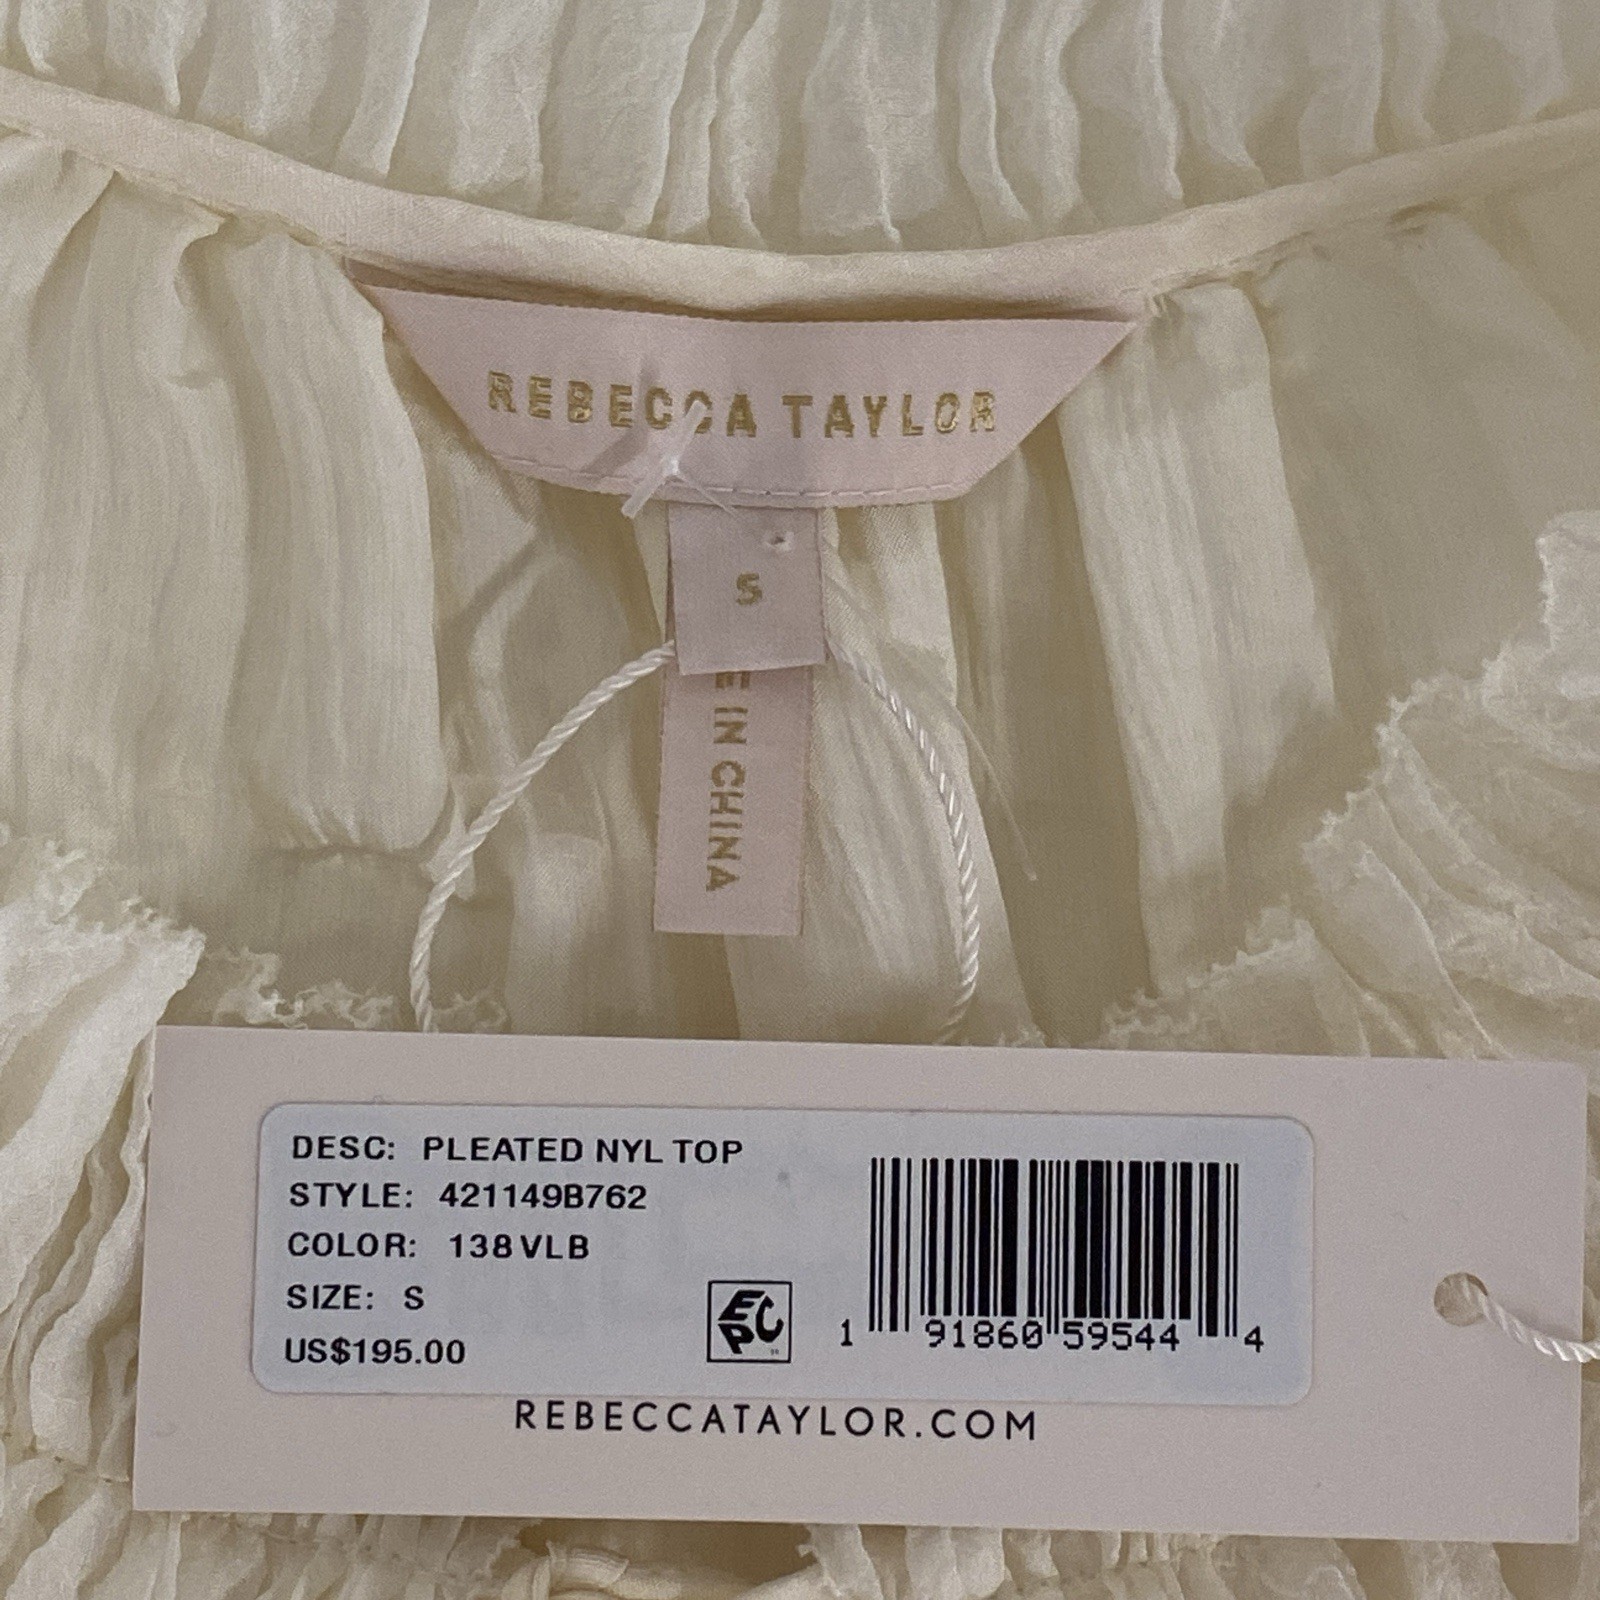 REBECCA TAYLOR
S
E IN CHINA
DESC: PLEATED NYL TOP
STYLE: 421149B762
COLOR: 138 VLB
SIZE: S
US$195.00
EPC
1 91860 59544 4
REBECCATAYLOR.COM